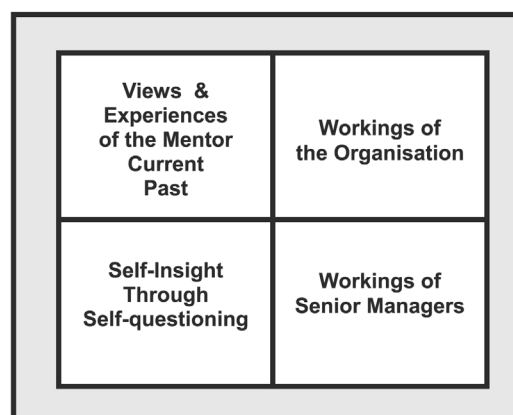 Views & 
Experiences
of the Mentor
Current
Past
Workings of
the Organisation
Self-Insight
Through
Self-questioning
Workings of
Senior Managers